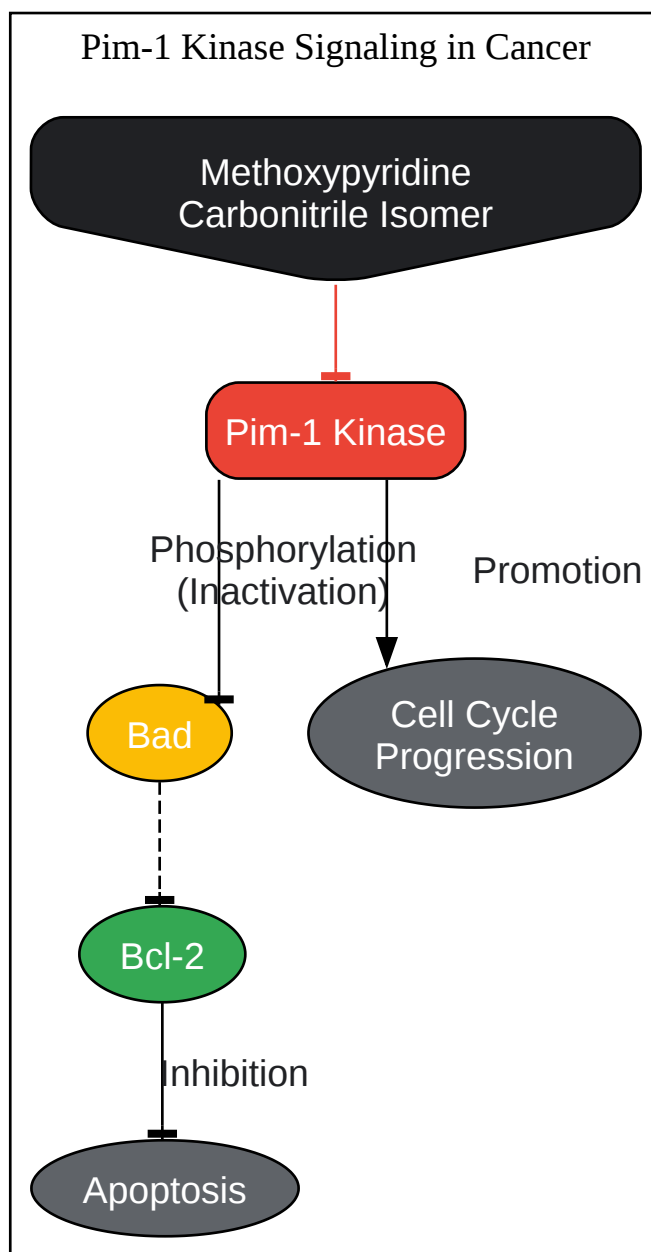 Pim-1 Kinase Signaling in Cancer
Methoxypyridine
Carbonitrile Isomer
Pim-1 Kinase
Phosphorylation
(Inactivation)
Promotion
Bad
Cell Cycle
Progression
Bcl-2
Inhibition
Apoptosis